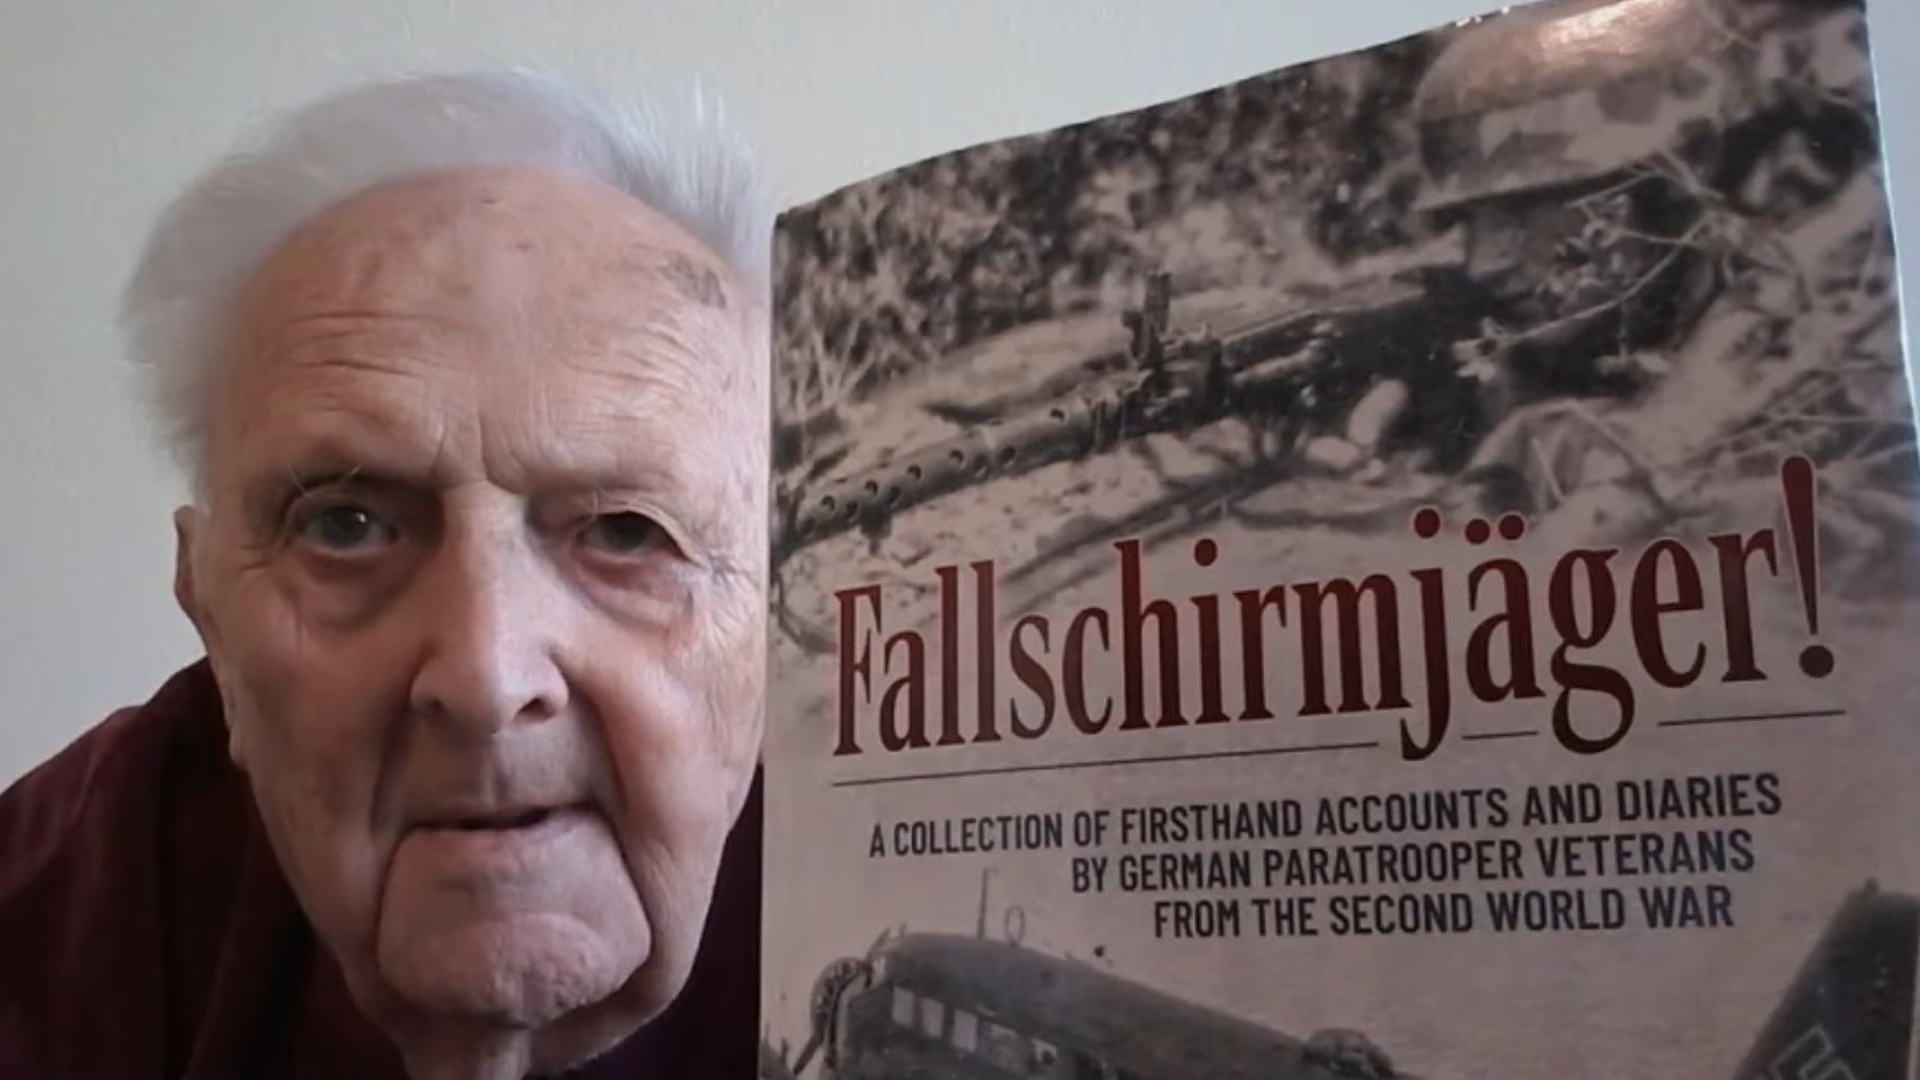 Fallschirmjäger!
A COLLECTION OF FIRSTHAND ACCOUNTS AND DIARIES
BY GERMAN PARATROOPER VETERANS
FROM THE SECOND WORLD WAR